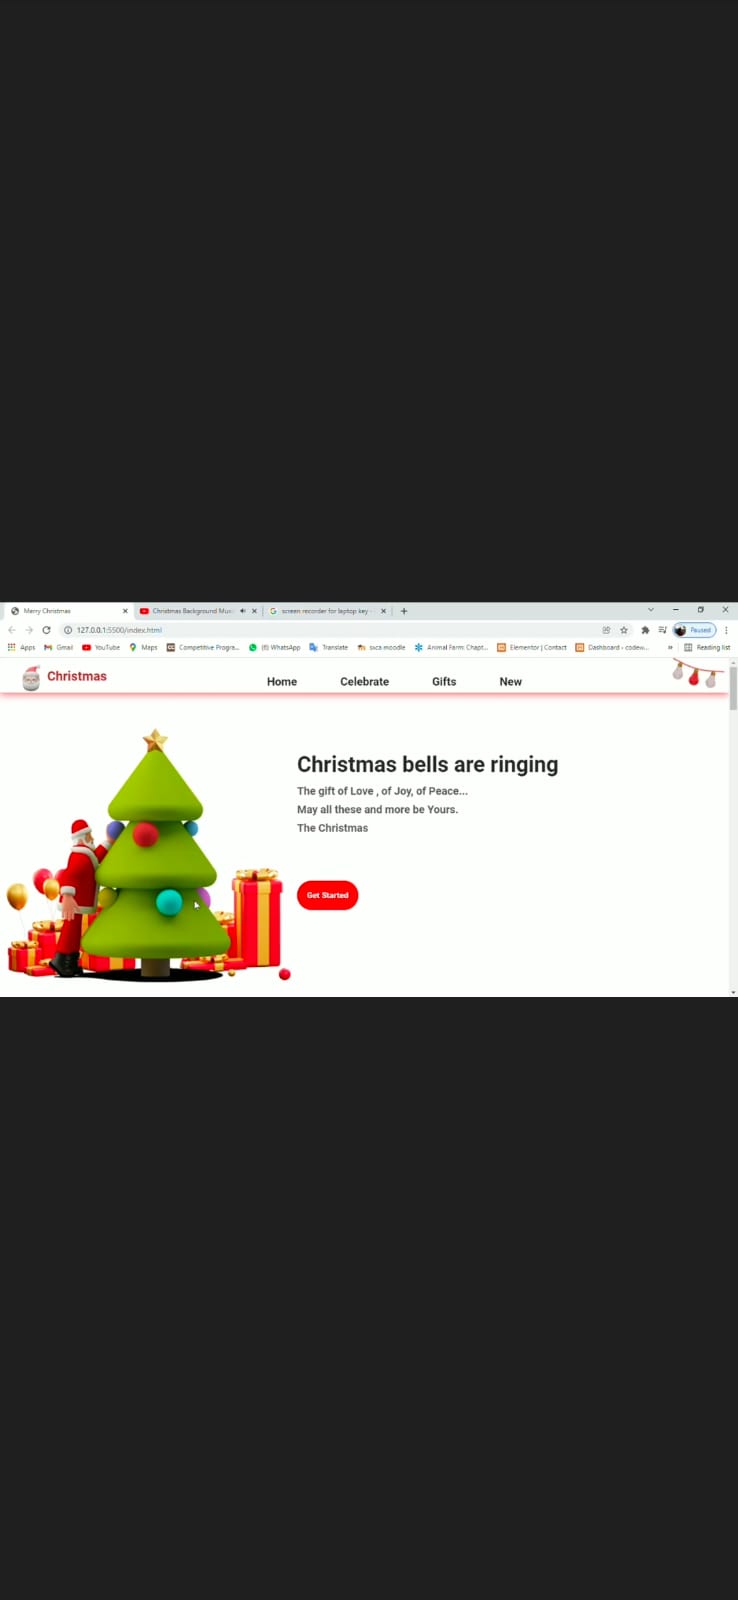 Merry Christmas
Christmas Background Mus
screen recorder for laptop key -
127.0.0.1:5500/index.html
Paused
Apps
Gmail
YouTube
Maps
Competitive Progra...
(6) WhatsApp
Translate
ssca moodle
Animal Farm: Chapt...
Elementor | Contact
Dashboard ‹ codew...
»
Reading list
Christmas
Home
Celebrate
Gifts
New
Christmas bells are ringing
The gift of Love , of Joy, of Peace...
May all these and more be Yours.
The Christmas
Get Started